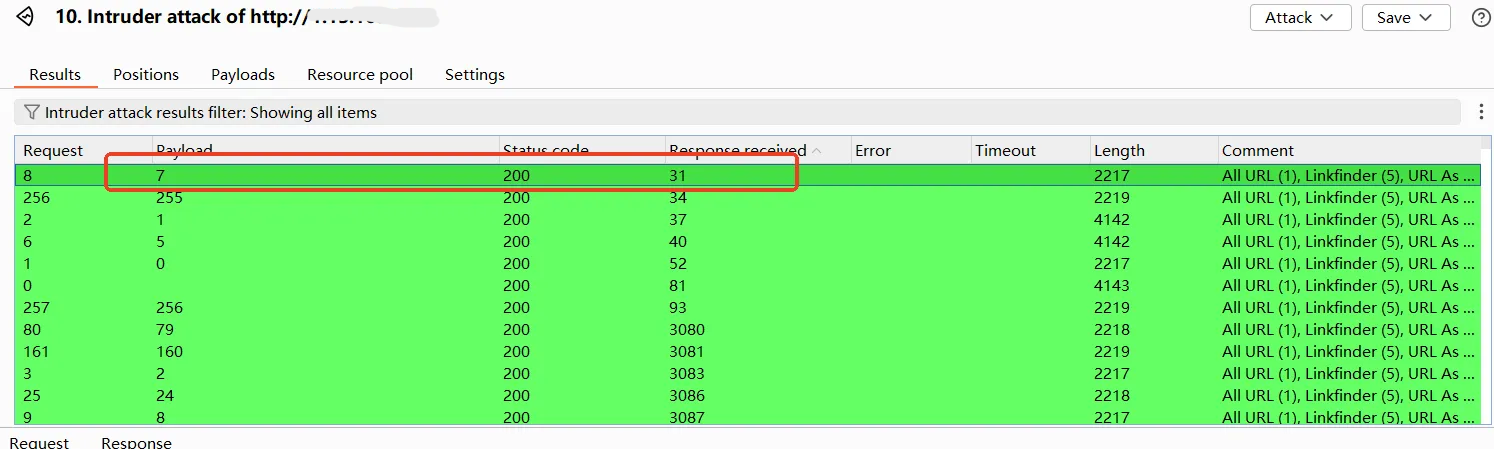 10. Intruder attack of http://
Attack Save ?
Results Positions Payloads Resource pool Settings
Intruder attack results filter: Showing all items
Request Payload Status code Response received Error Timeout Length Comment
8 7 200 31 2217 All URL (1), Linkfinder (5), URL As ...
256 255 200 34 2219 All URL (1), Linkfinder (5), URL As ...
2 1 200 37 4142 All URL (1), Linkfinder (5), URL As ...
6 5 200 40 4142 All URL (1), Linkfinder (5), URL As ...
1 0 200 52 2217 All URL (1), Linkfinder (5), URL As ...
0 200 81 4143 All URL (1), Linkfinder (5), URL As ...
257 256 200 93 2219 All URL (1), Linkfinder (5), URL As ...
80 79 200 3080 2218 All URL (1), Linkfinder (5), URL As ...
161 160 200 3081 2219 All URL (1), Linkfinder (5), URL As ...
3 2 200 3083 2217 All URL (1), Linkfinder (5), URL As ...
25 24 200 3086 2218 All URL (1), Linkfinder (5), URL As ...
9 8 200 3087 2217 All URL (1), Linkfinder (5), URL As ...
Request Response